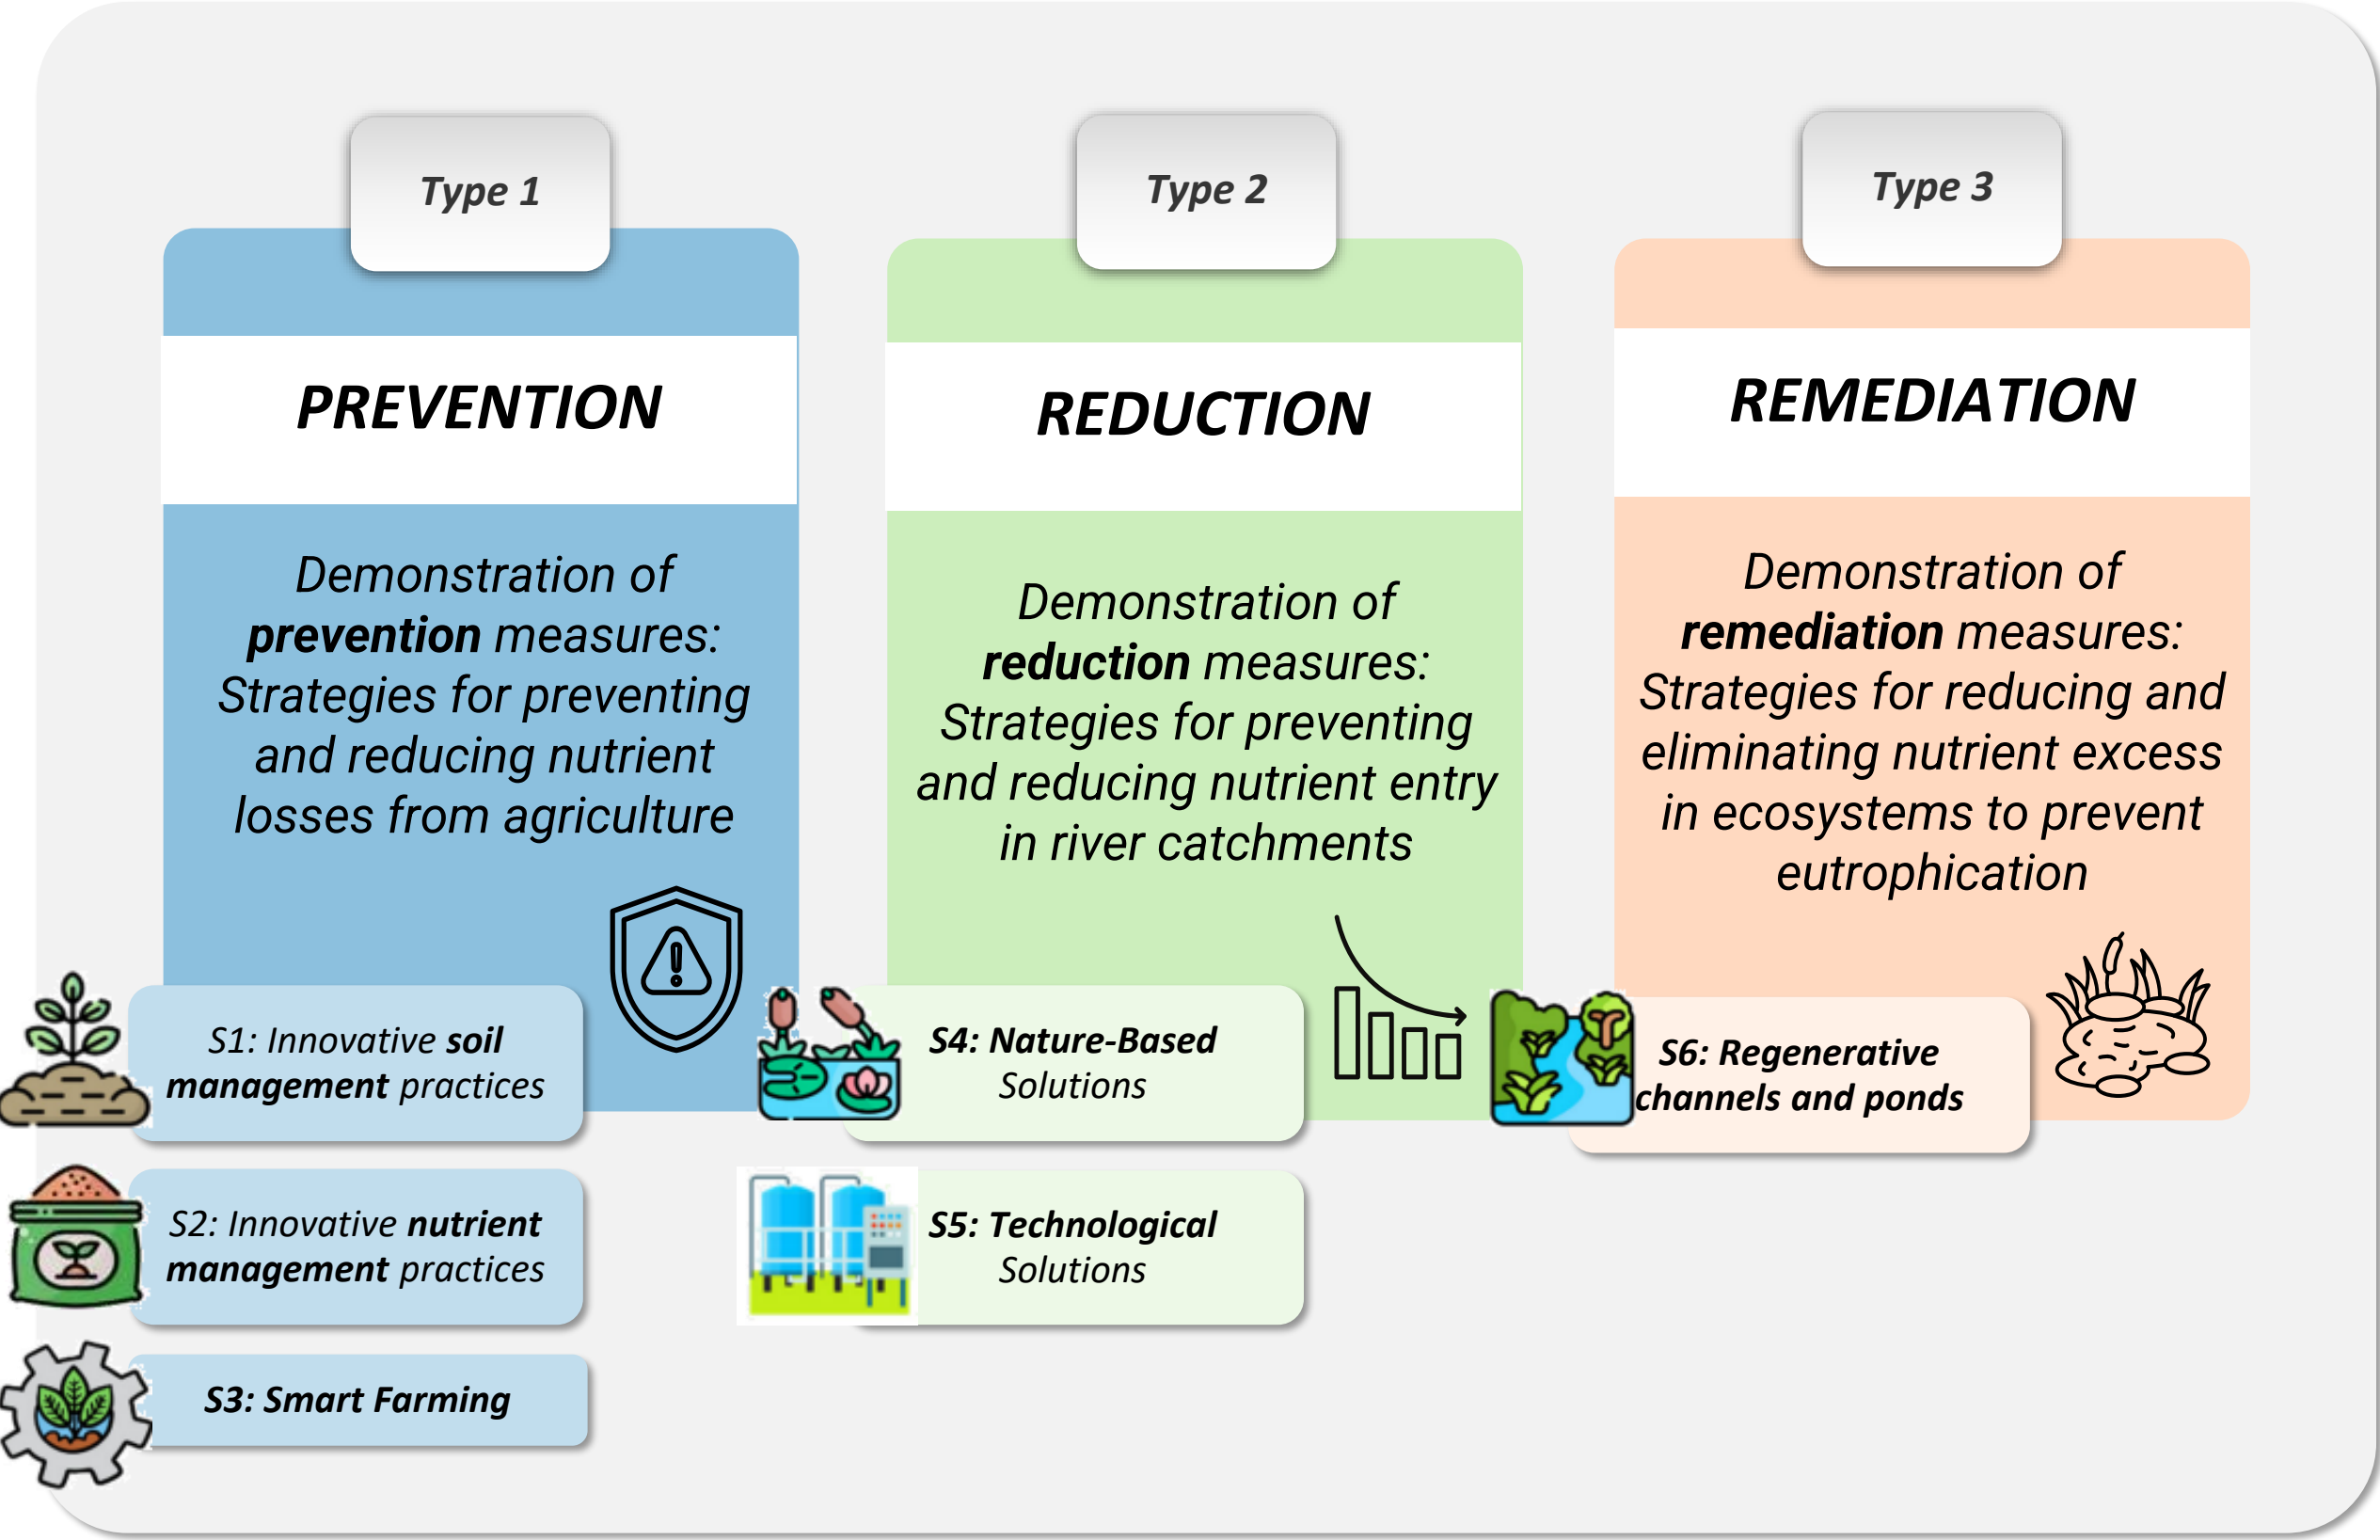 Type 1
PREVENTION
Demonstration of
prevention measures:
Strategies for preventing
and reducing nutrient
losses from agriculture
S1: Innovative soil
management practices
S2: Innovative nutrient
management practices
S3: Smart Farming
Type 2
REDUCTION
Demonstration of
reduction measures:
Strategies for preventing
and reducing nutrient entry
in river catchments
S4: Nature-Based
Solutions
S5: Technological
Solutions
Type 3
REMEDIATION
Demonstration of
remediation measures:
Strategies for reducing and
eliminating nutrient excess
in ecosystems to prevent
eutrophication
S6: Regenerative
channels and ponds